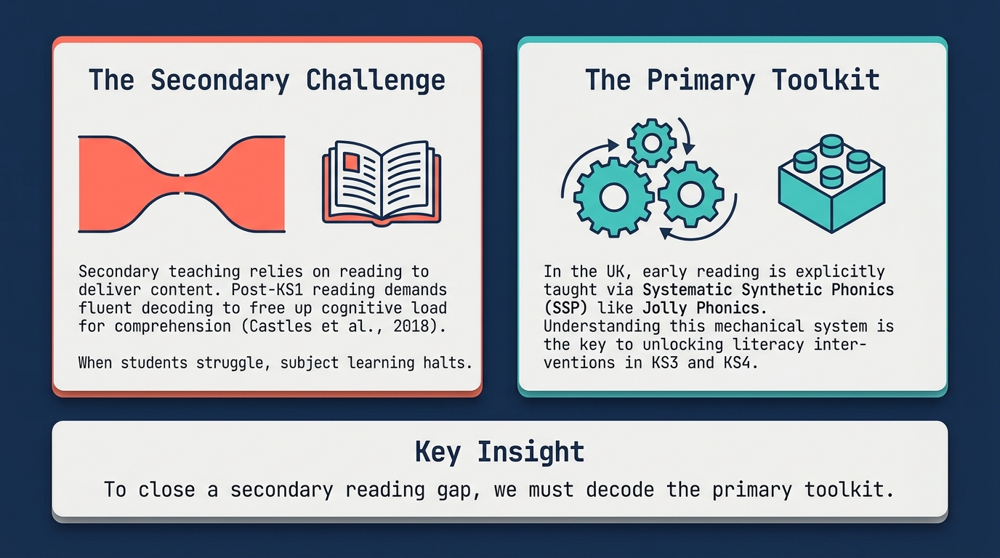 The Secondary Challenge
Secondary teaching relies on reading to
deliver content. Post-KS1 reading demands
fluent decoding to free up cognitive load
for comprehension (Castles et al., 2018).
When students struggle, subject learning halts.
The Primary Toolkit
In the UK, early reading is explicitly
taught via Systematic Synthetic Phonics
(SSP) like Jolly Phonics.
Understanding this mechanical system is
the key to unlocking literacy inter-
ventions in KS3 and KS4.
Key Insight
To close a secondary reading gap, we must decode the primary toolkit.